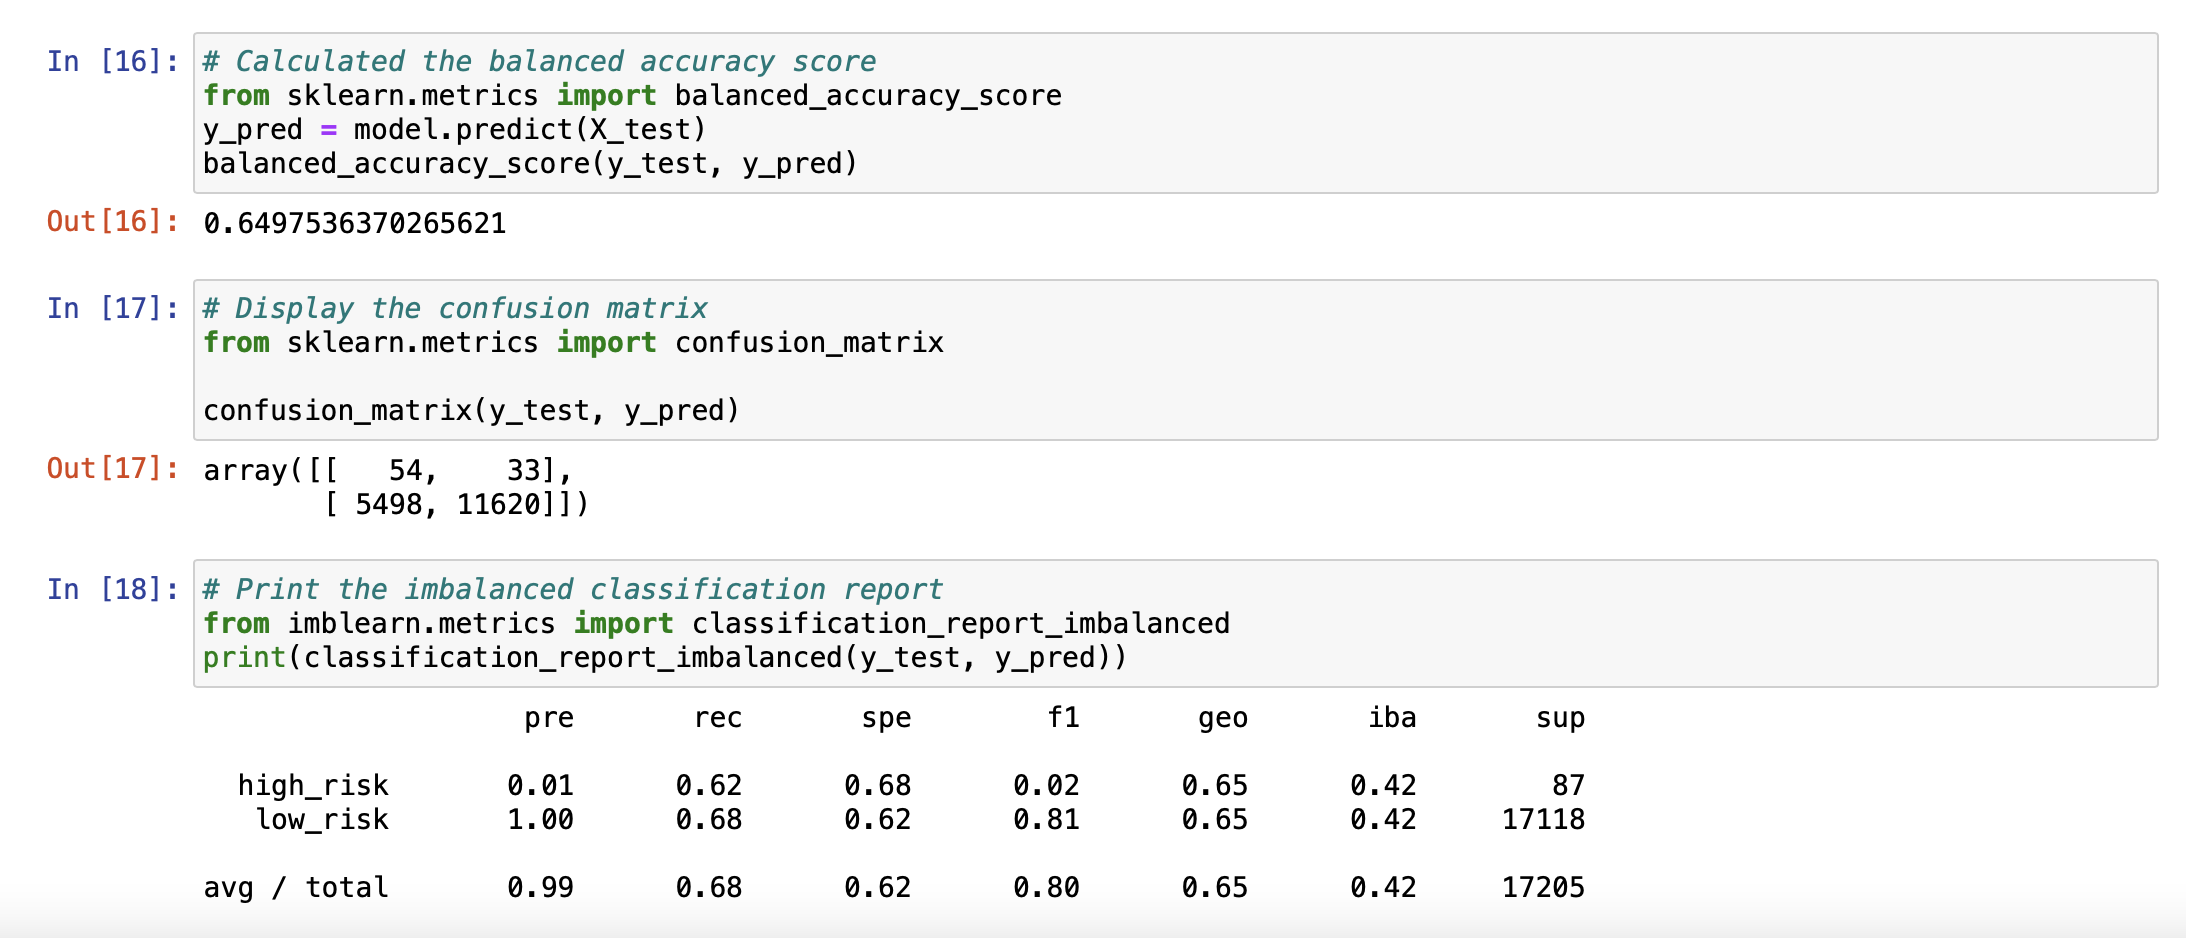 In [16]: # Calculated the balanced accuracy score
from sklearn.metrics import balanced_accuracy_score
y_pred = model.predict(X_test)
balanced_accuracy_score(y_test, y_pred)
Out[16]: 0.6497536370265621
In [17]: # Display the confusion matrix
from sklearn.metrics import confusion_matrix
confusion_matrix(y_test, y_pred)
Out[17]: array([[   54,    33],
       [ 5498, 11620]])
In [18]: # Print the imbalanced classification report
from imblearn.metrics import classification_report_imbalanced
print(classification_report_imbalanced(y_test, y_pred))
pre rec spe f1 geo iba sup
high_risk 0.01 0.62 0.68 0.02 0.65 0.42 87
low_risk 1.00 0.68 0.62 0.81 0.65 0.42 17118
avg / total 0.99 0.68 0.62 0.80 0.65 0.42 17205